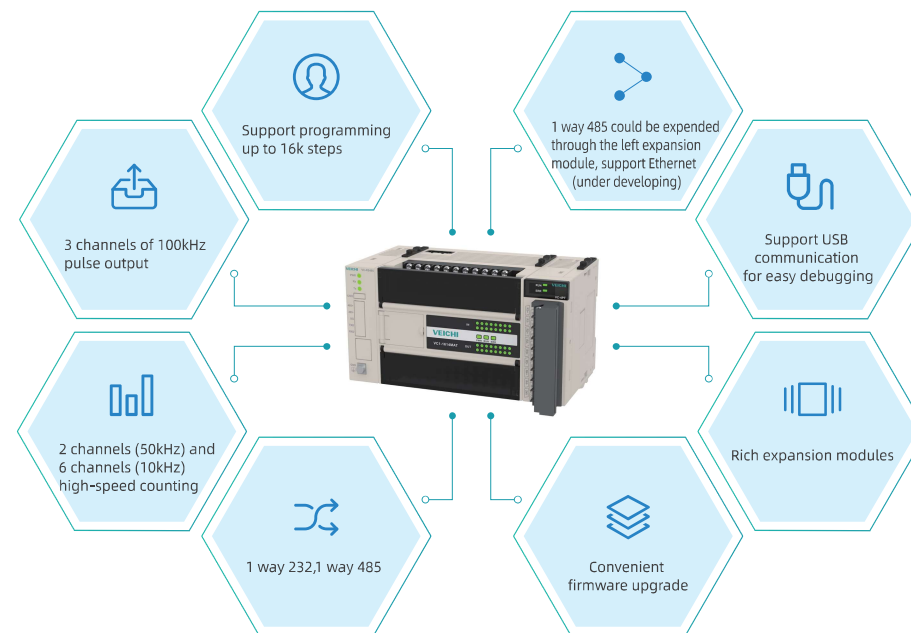 Support programming
up to 16k steps
1 way 485 could be expended
through the left expansion
module, support Ethernet
(under developing)
3 channels of 100kHz
pulse output
Support USB
communication
for easy debugging
VEICHI
VEICHI
VEICHI
2 channels (50kHz) and
6 channels (10kHz)
high-speed counting
Rich expansion modules
1 way 232,1 way 485
Convenient
firmware upgrade